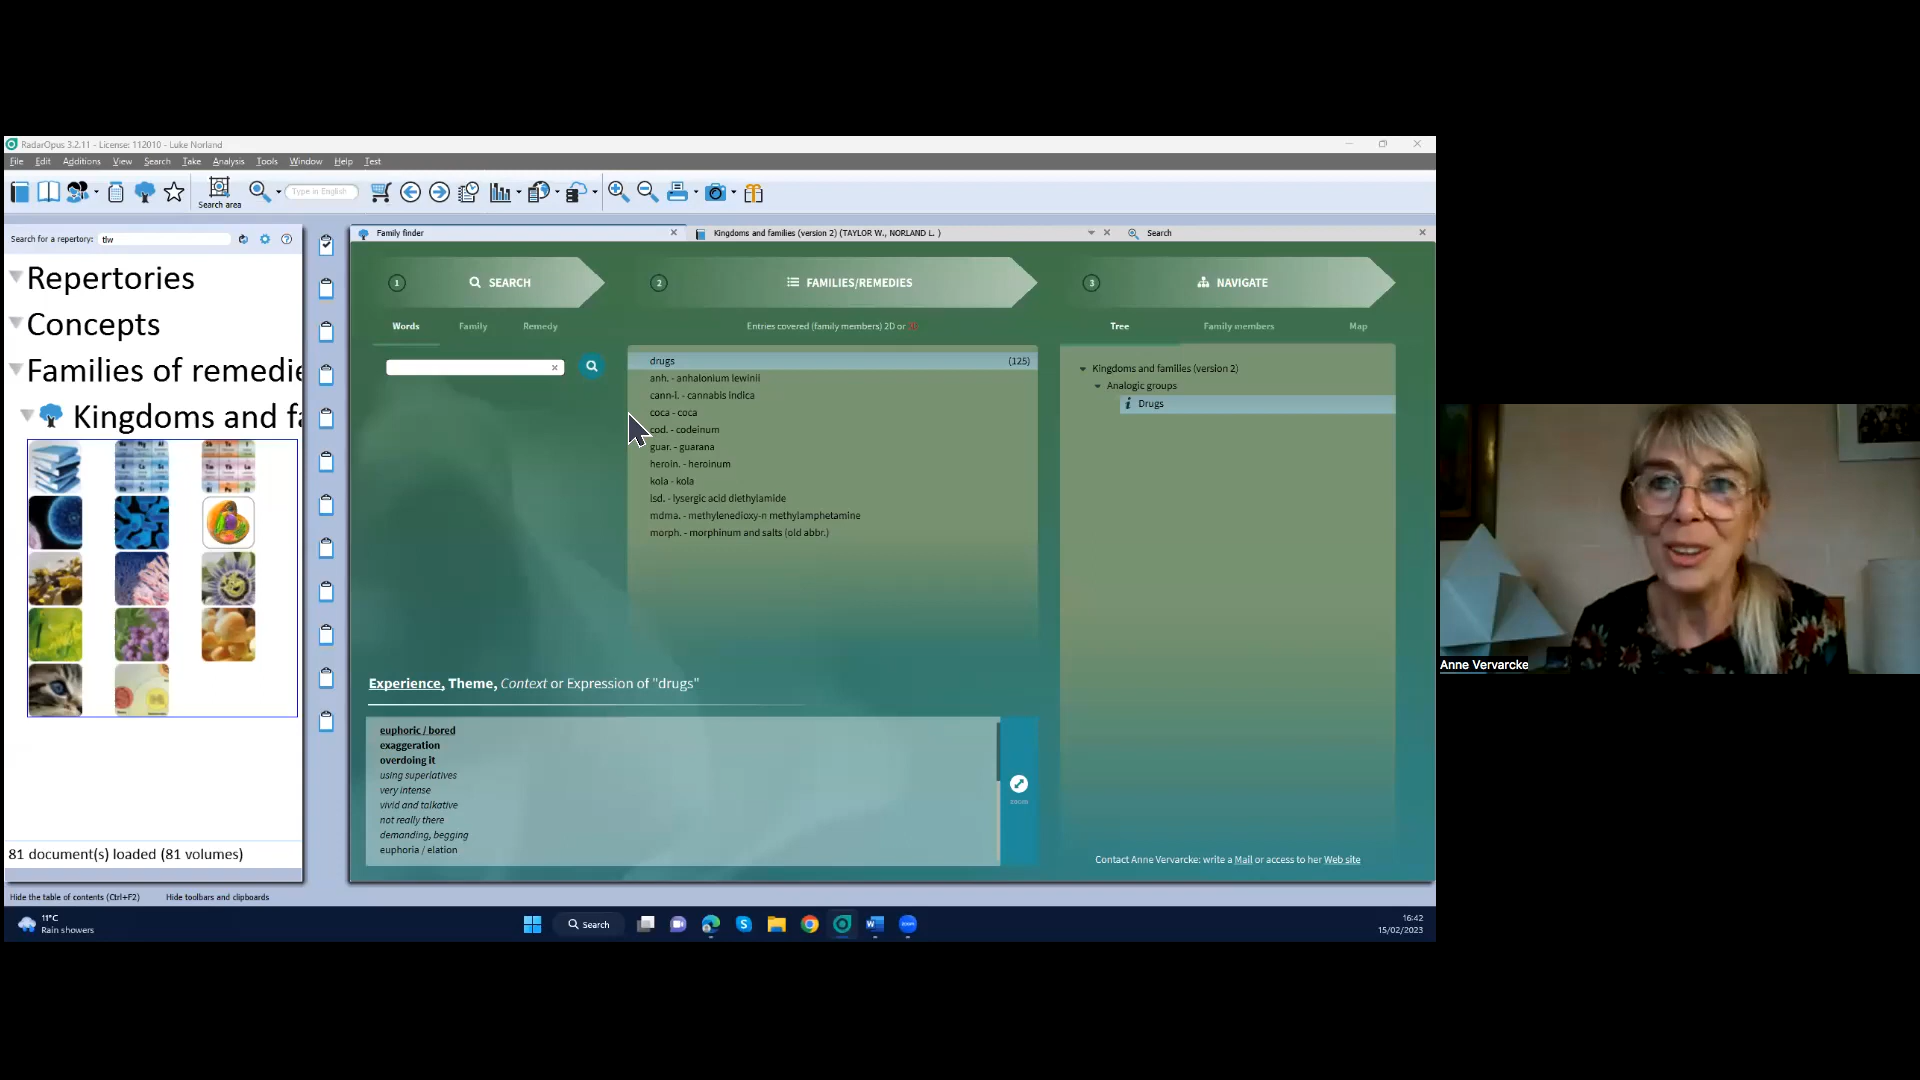 RadarOpus 3.2.11 - License: 112010 - Luke Norland
File Edit Additions View Search Take Analysis Tools Window Help Test
Type in English
Search area
Search for a repertory: tlw
Repertories
Concepts
Families of remedie
Kingdoms and fa
81 document(s) loaded (81 volumes)
Hide the table of contents (Ctrl+F2) Hide toolbars and clipboards
Family finder
Kingdoms and families (version 2) (TAYLOR W., NORLAND L. )
Search
1 SEARCH
2 FAMILIES/REMEDIES
3 NAVIGATE
Words Family Remedy
Entries covered (family members) 2D or
Tree Family members Map
drugs (125)
anh. - anhalonium lewinii
cann-i. - cannabis indica
coca - coca
cod. - codeinum
guar. - guarana
heroin. - heroinum
kola - kola
lsd. - lysergic acid diethylamide
mdma. - methylenedioxy-n methylamphetamine
morph. - morphinum and salts (old abbr.)
Kingdoms and families (version 2)
Analogic groups
Drugs
Experience, Theme, Context or Expression of "drugs"
euphoric / bored
exaggeration
overdoing it
using superlatives
very intense
vivid and talkative
not really there
demanding, begging
euphoria / elation
Contact Anne Vervarcke: write a Mail or access to her Web site
11°C
Rain showers
Search
16:42
15/02/2023
Anne Vervarcke